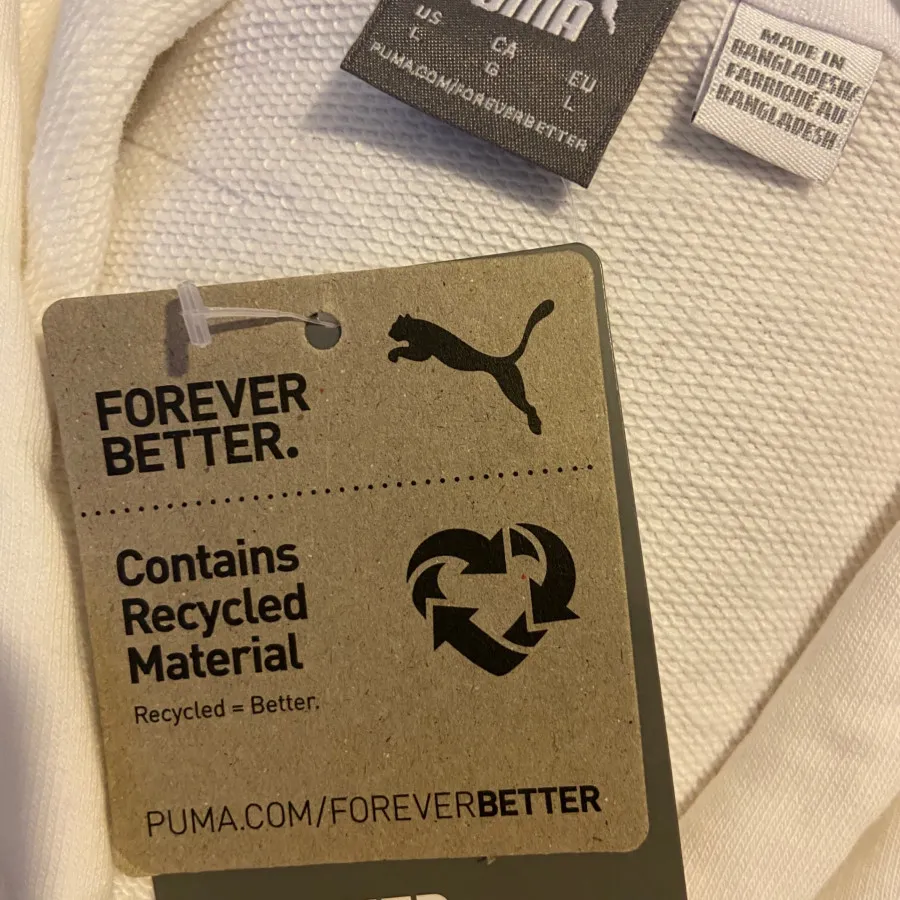 PUMA
US CA EU
L G L
PUMA.COM/FOREVERBETTER
MADE IN
BANGLADESH/
FABRIQUÉ AU
BANGLADESH
FOREVER
BETTER.
Contains
Recycled
Material
Recycled = Better.
PUMA.COM/FOREVERBETTER